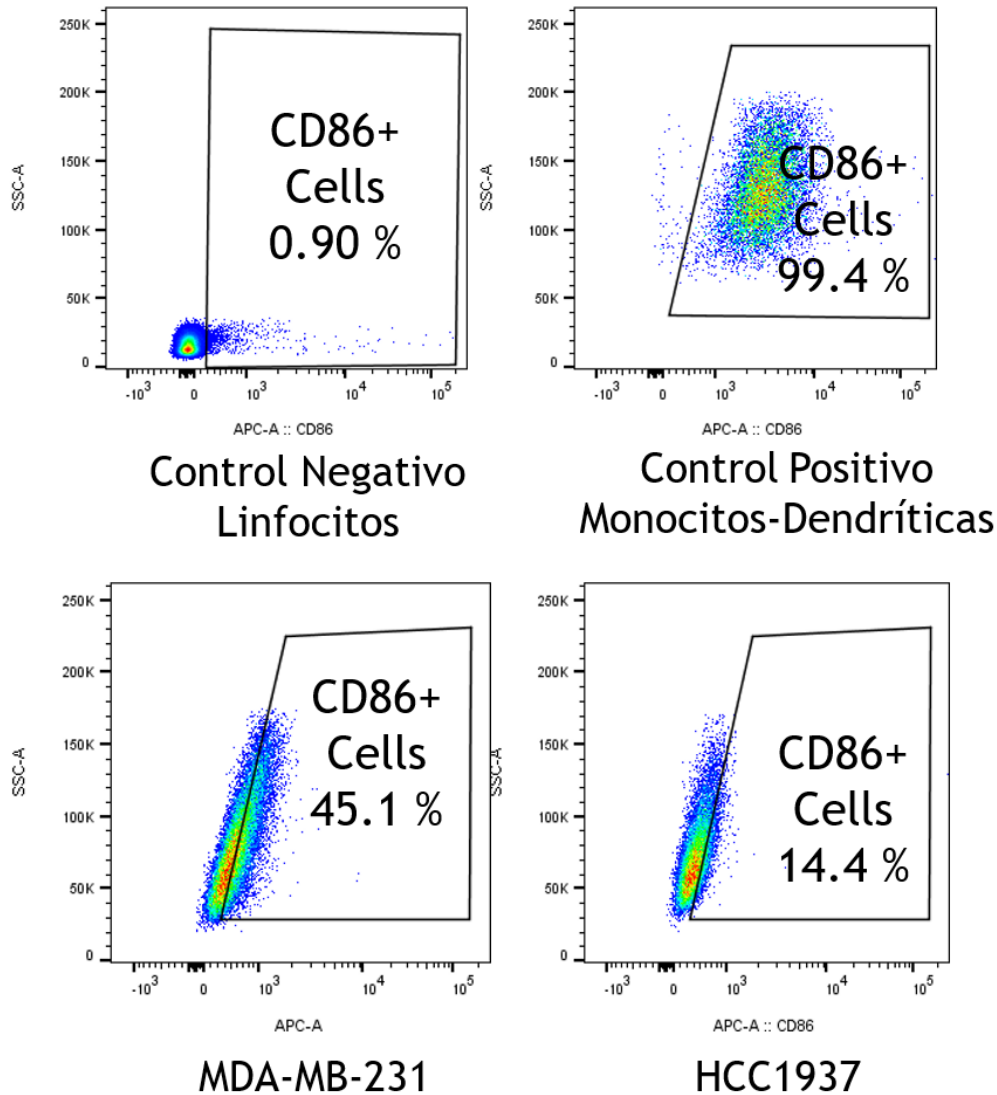 250K
200K
150K
100K
50K
0
SSC-A
CD86+
Cells
0.90 %
-10³ 0 10³ 10⁴ 10⁵
APC-A :: CD86
Control Negativo
Linfocitos
250K
200K
150K
100K
50K
0
SSC-A
CD86+
Cells
99.4 %
0 10³ 10⁴ 10⁵
-10³
APC-A :: CD86
Control Positivo
Monocitos-Dendríticas
250K
200K
150K
100K
50K
0
SSC-A
CD86+
Cells
45.1 %
-10³ 0 10³ 10⁴ 10⁵
APC-A
MDA-MB-231
250K
200K
150K
100K
50K
0
SSC-A
CD86+
Cells
14.4 %
-10³ 0 10³ 10⁴ 10⁵
APC-A :: CD86
HCC1937